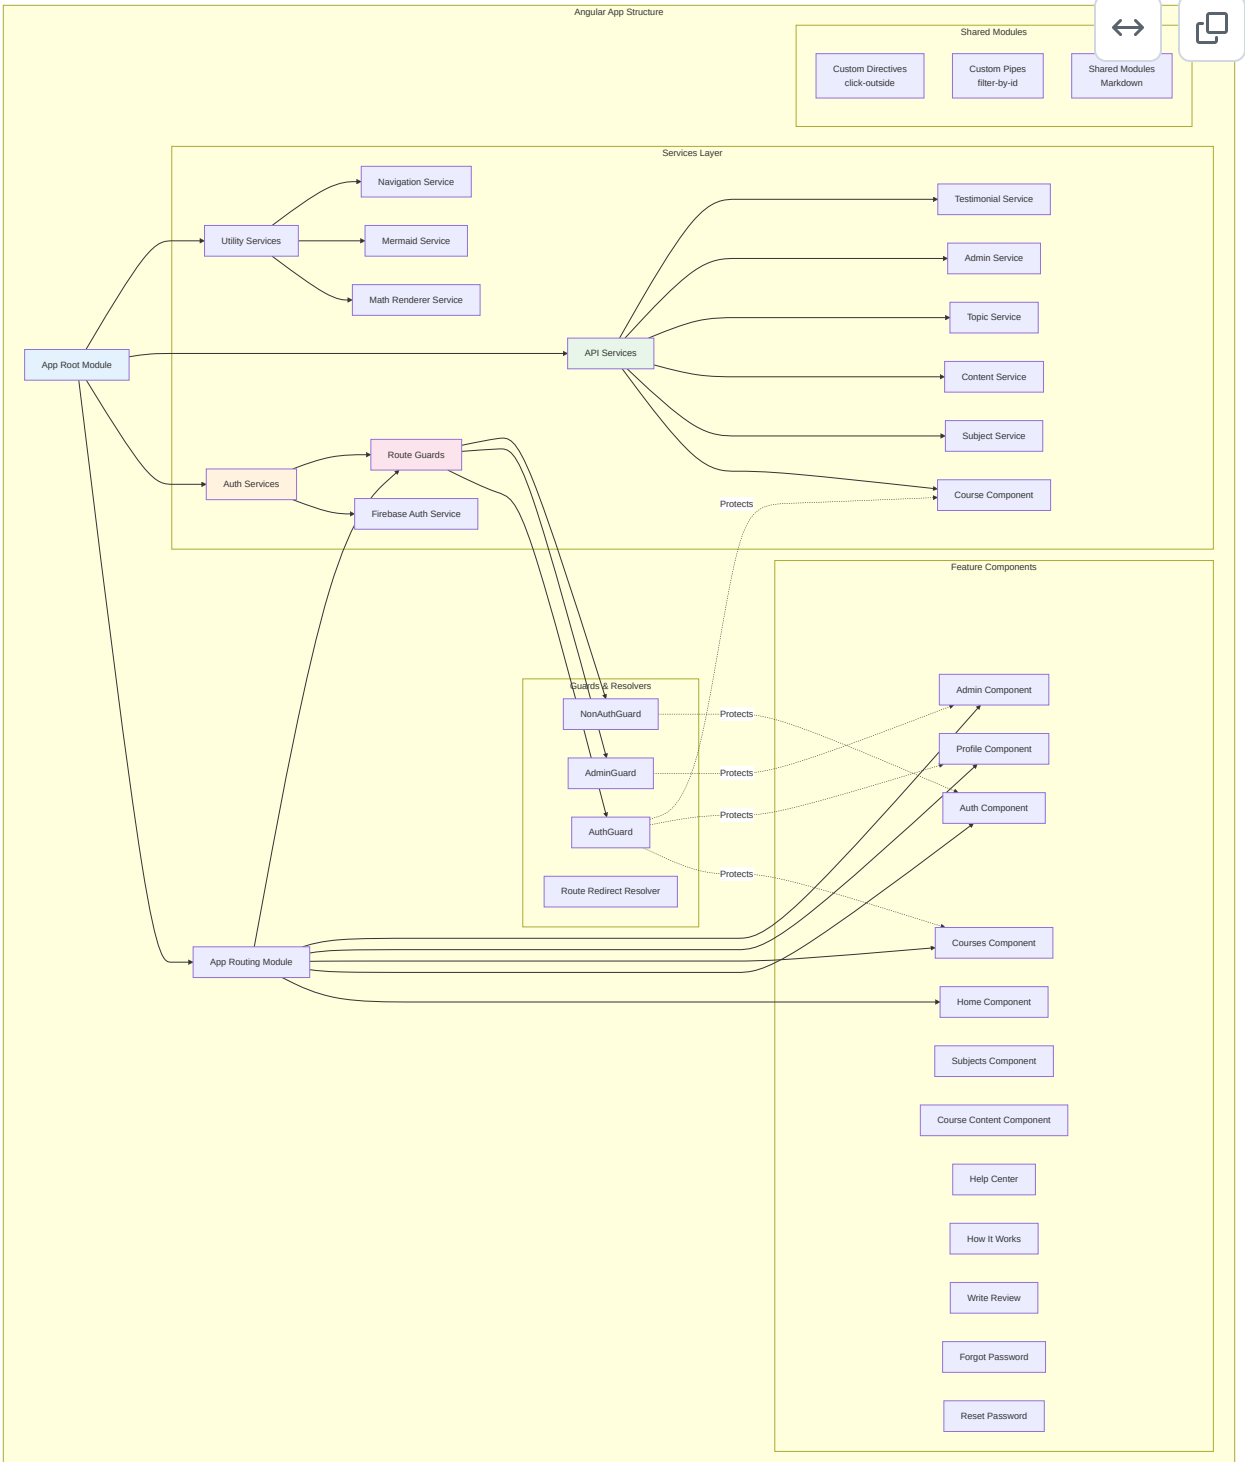 Angular App Structure
Shared Modules
Custom Directives
click-outside
Custom Pipes
filter-by-id
Shared Modules
Markdown
Services Layer
Navigation Service
Utility Services
Mermaid Service
Math Renderer Service
Testimonial Service
Admin Service
Topic Service
API Services
Content Service
Subject Service
Course Component
App Root Module
Route Guards
Auth Services
Firebase Auth Service
Protects
Feature Components
Guards & Resolvers
NonAuthGuard
AdminGuard
AuthGuard
Route Redirect Resolver
Protects
Protects
Protects
Protects
Admin Component
Profile Component
Auth Component
Courses Component
App Routing Module
Home Component
Subjects Component
Course Content Component
Help Center
How It Works
Write Review
Forgot Password
Reset Password